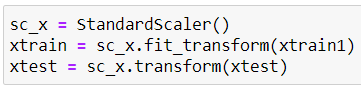 sc_x = StandardScaler()
xtrain = sc_x.fit_transform(xtrain1)
xtest = sc_x.transform(xtest)